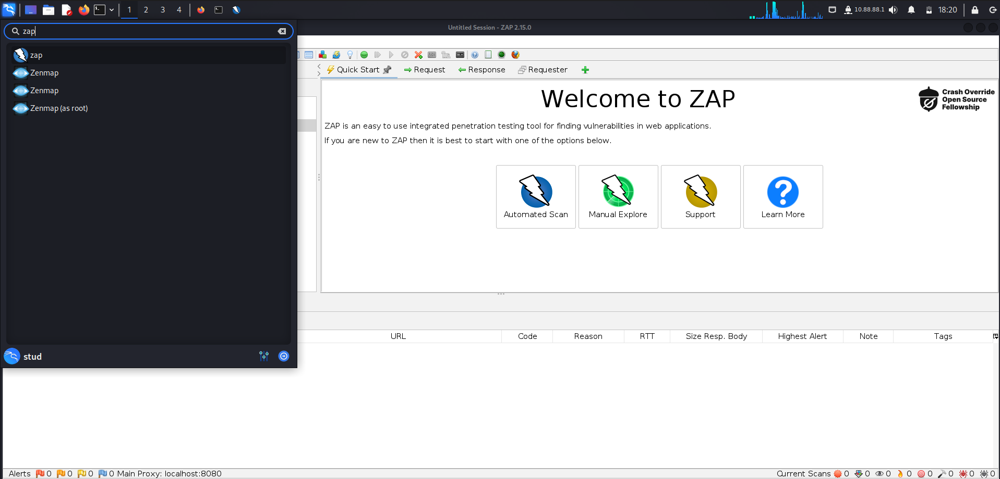 1 2 3 4 10.88.88.1 18:20
zap
Untitled Session - ZAP 2.15.0
zap
Zenmap
Zenmap
Zenmap (as root)
stud
Quick Start Request Response Requester
Welcome to ZAP
Crash Override
Open Source
Fellowship
ZAP is an easy to use integrated penetration testing tool for finding vulnerabilities in web applications.
If you are new to ZAP then it is best to start with one of the options below.
Automated Scan Manual Explore Support Learn More
URL Code Reason RTT Size Resp. Body Highest Alert Note Tags
Alerts 0 0 0 0 Main Proxy: localhost:8080 Current Scans 0 0 0 0 0 0 0 0